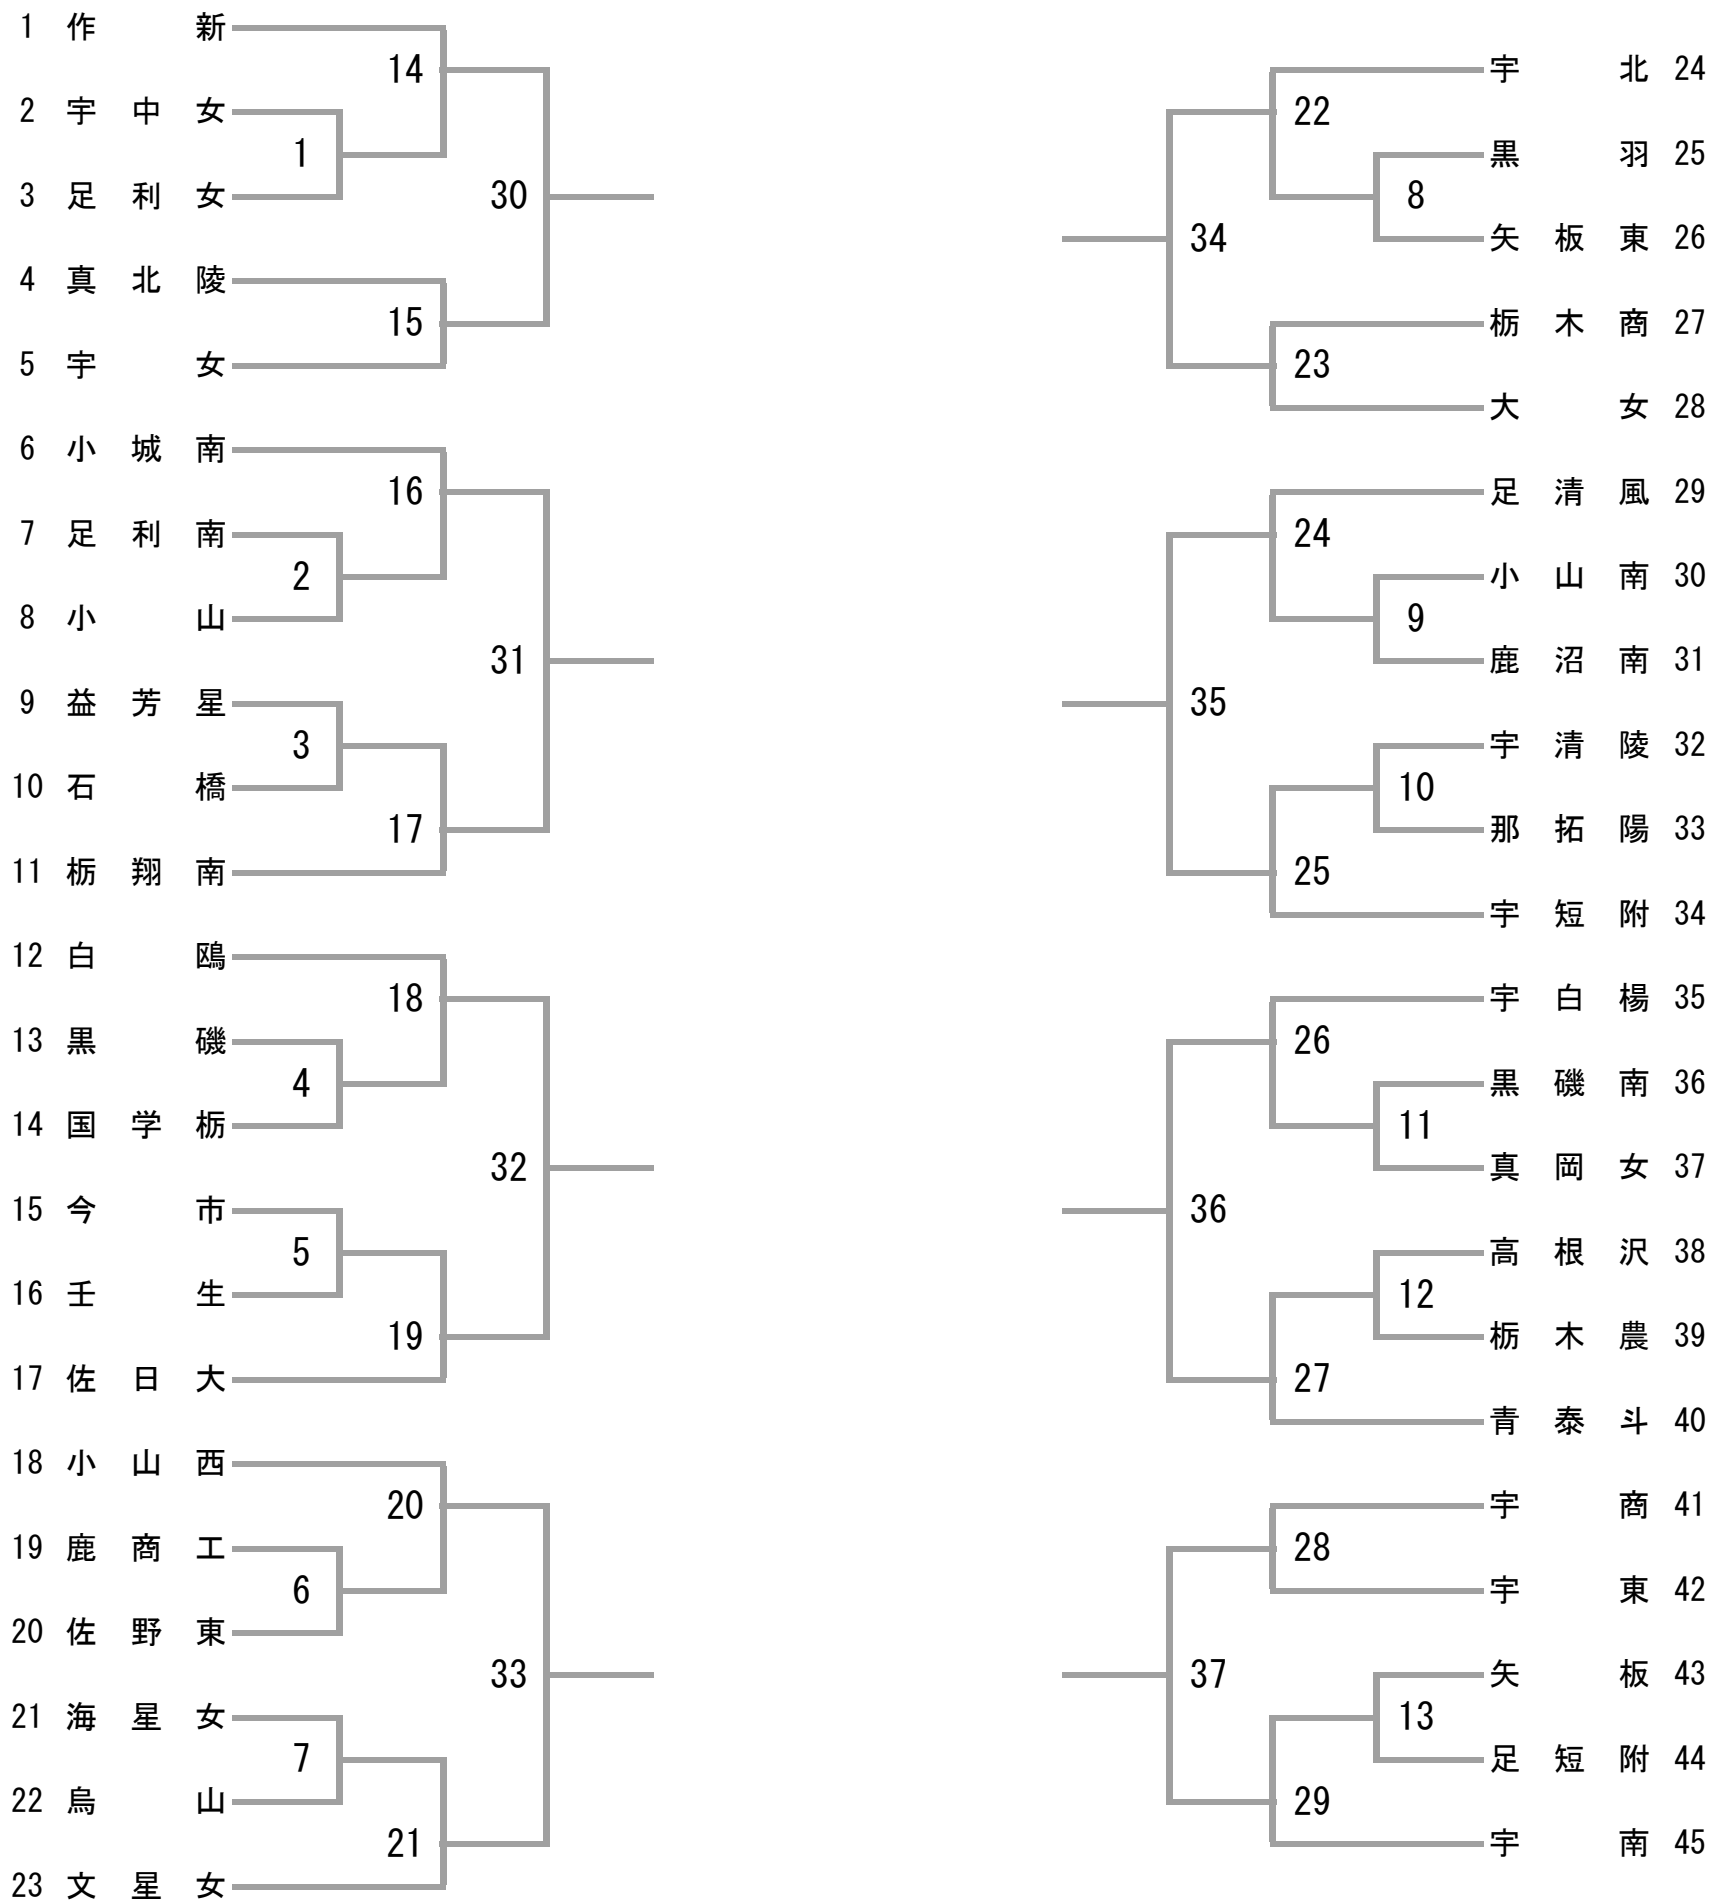 1 作 新
14
2 宇 中 女
1
3 足 利 女
30
4 真 北 陵
15
5 宇 女
6 小 城 南
16
7 足 利 南
2
8 小 山
31
9 益 芳 星
3
10 石 橋
17
11 栃 翔 南
12 白 鴎
18
13 黒 磯
4
14 国 学 栃
32
15 今 市
5
16 壬 生
19
17 佐 日 大
18 小 山 西
20
19 鹿 商 工
6
20 佐 野 東
33
21 海 星 女
7
22 烏 山
21
23 文 星 女
宇 北 24
22
黒 羽 25
8
34
矢 板 東 26
栃 木 商 27
23
大 女 28
足 清 風 29
24
小 山 南 30
9
鹿 沼 南 31
35
宇 清 陵 32
10
那 拓 陽 33
25
宇 短 附 34
宇 白 楊 35
26
黒 磯 南 36
11
真 岡 女 37
36
高 根 沢 38
12
栃 木 農 39
27
青 泰 斗 40
宇 商 41
28
宇 東 42
37
矢 板 43
13
足 短 附 44
29
宇 南 45